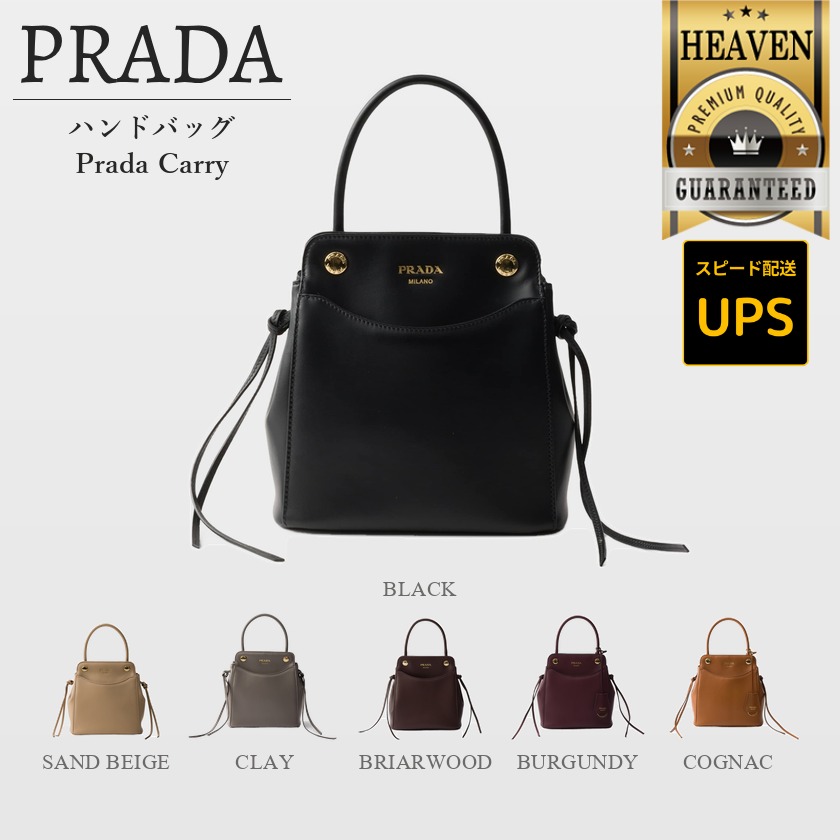 PRADA
ハンドバッグ
Prada Carry
HEAVEN
PREMIUM QUALITY
GUARANTEED
スピード配送
UPS
PRADA
MILANO
BLACK
SAND BEIGE
CLAY
BRIARWOOD
BURGUNDY
COGNAC